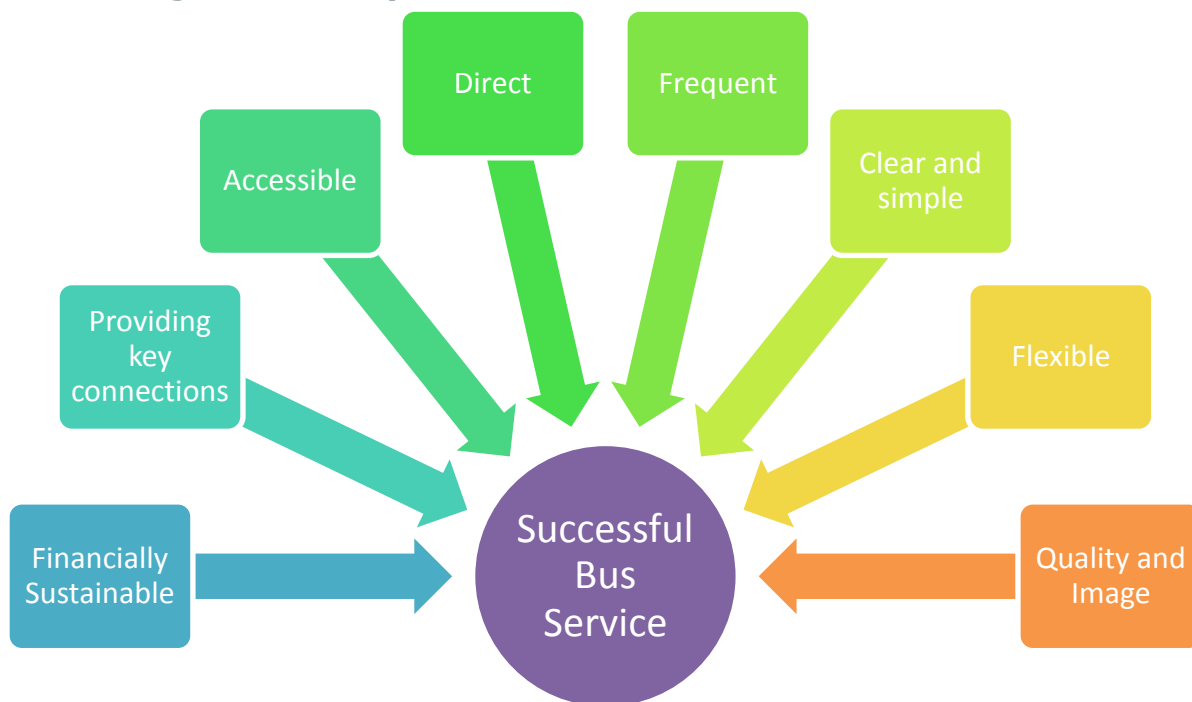 Direct
Frequent
Accessible
Clear and
simple
Providing
key
connections
Flexible
Financially
Sustainable
Successful
Bus
Service
Quality and
Image